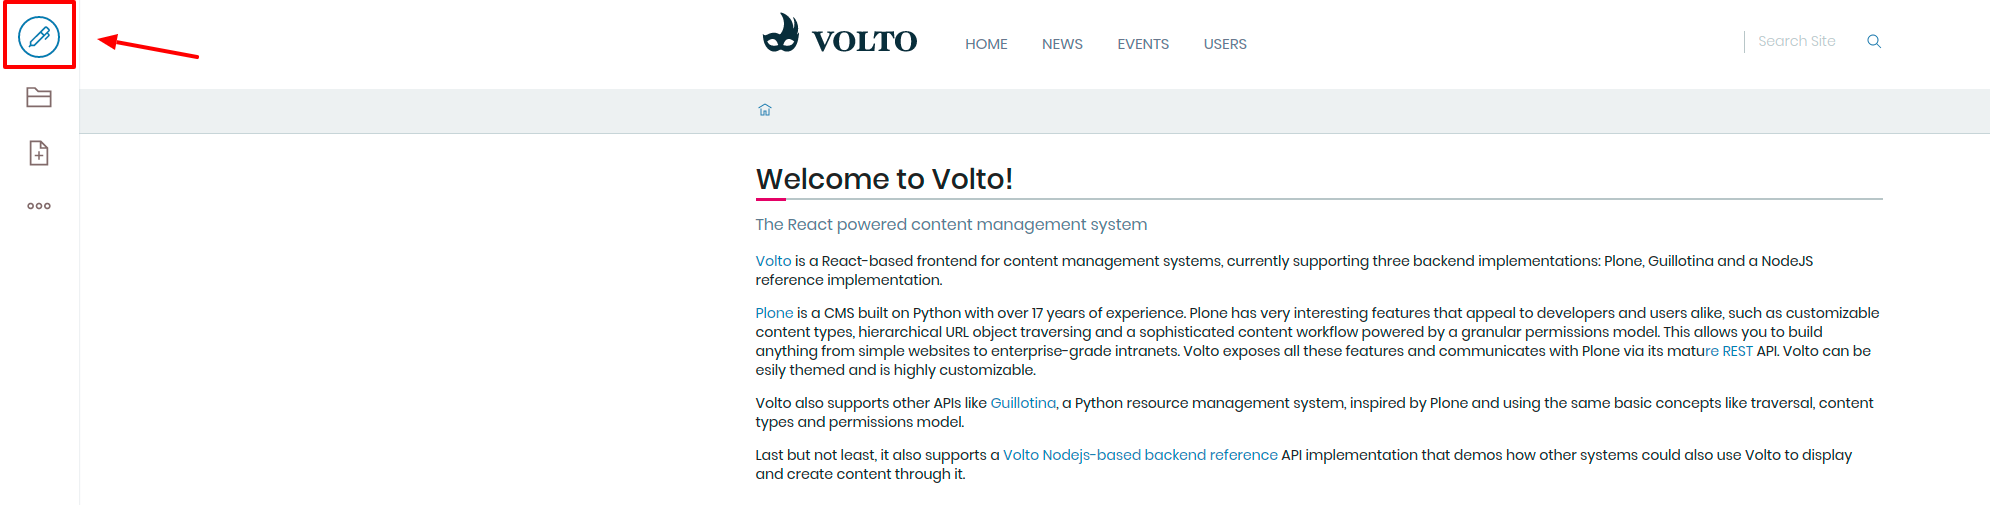 VOLTO
HOME NEWS EVENTS USERS
Search Site
Welcome to Volto!
The React powered content management system
Volto is a React-based frontend for content management systems, currently supporting three backend implementations: Plone, Guillotina and a NodeJS
reference implementation.
Plone is a CMS built on Python with over 17 years of experience. Plone has very interesting features that appeal to developers and users alike, such as customizable
content types, hierarchical URL object traversing and a sophisticated content workflow powered by a granular permissions model. This allows you to build
anything from simple websites to enterprise-grade intranets. Volto exposes all these features and communicates with Plone via its mature REST API. Volto can be
esily themed and is highly customizable.
Volto also supports other APIs like Guillotina, a Python resource management system, inspired by Plone and using the same basic concepts like traversal, content
types and permissions model.
Last but not least, it also supports a Volto Nodejs-based backend reference API implementation that demos how other systems could also use Volto to display
and create content through it.